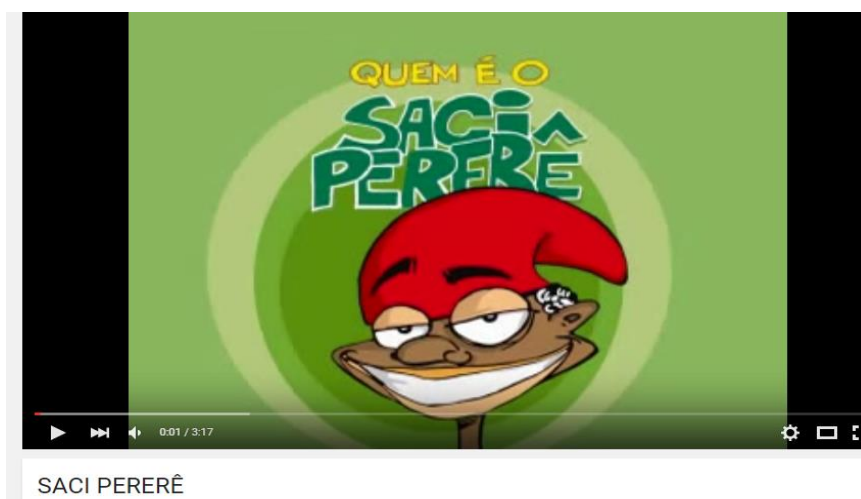 QUEM É O
SACI
PERERÊ
0:01 / 3:17
SACI PERERÊ